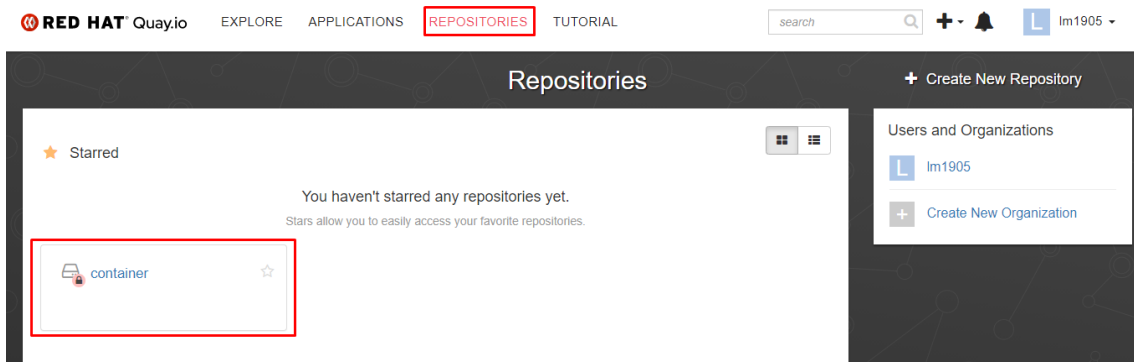 RED HAT® Quay.io EXPLORE APPLICATIONS REPOSITORIES TUTORIAL search L lm1905
Repositories
+ Create New Repository
Starred
Users and Organizations
L lm1905
You haven't starred any repositories yet.
Stars allow you to easily access your favorite repositories.
+ Create New Organization
container